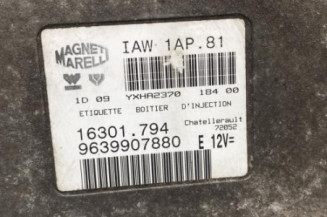 MAGNETI MARELLI
IAW 1AP.81
1D 09 YXHA2370 184 00
ETIQUETTE BOITIER D'INJECTION
16301.794
Chatellerault
72052
9639907880
E 12V=